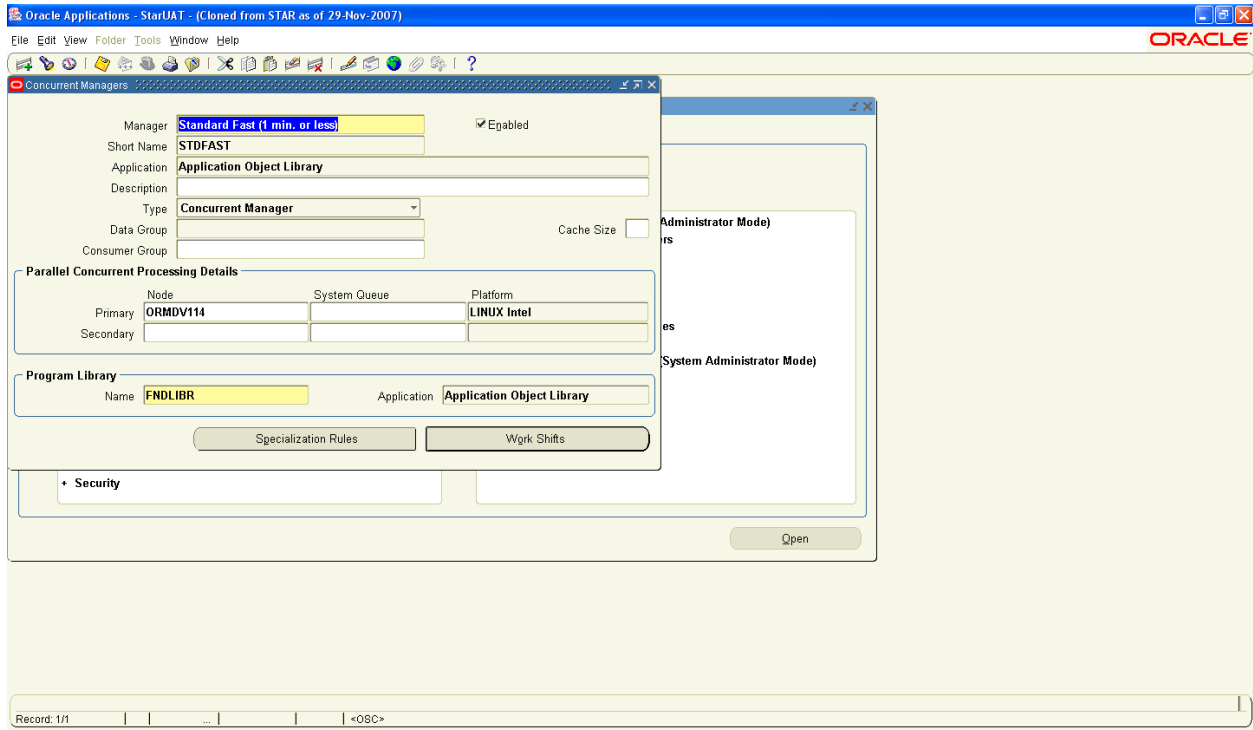 Oracle Applications - StarUAT - (Cloned from STAR as of 29-Nov-2007)
File Edit View Folder Tools Window Help
ORACLE
Concurrent Managers
Manager Standard Fast (1 min. or less) Enabled
Short Name STDFAST
Application Application Object Library
Description
Type Concurrent Manager
Data Group Cache Size
Consumer Group
Parallel Concurrent Processing Details
Node System Queue Platform
Primary ORMDV114 LINUX Intel
Secondary
Program Library
Name FNDLIBR Application Application Object Library
Specialization Rules Work Shifts
Administrator Mode)
(System Administrator Mode)
+ Security
Open
Record: 1/1 ... <OSC>